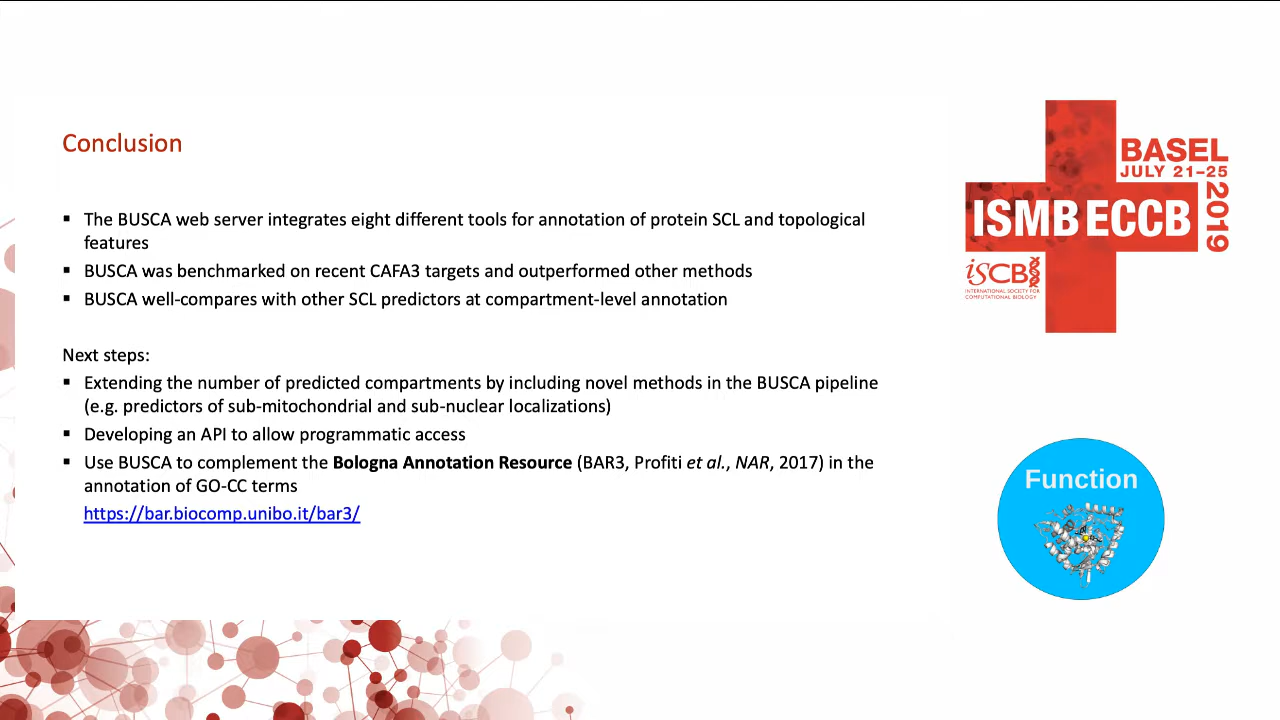 Conclusion
▪ The BUSCA web server integrates eight different tools for annotation of protein SCL and topological
features
▪ BUSCA was benchmarked on recent CAFA3 targets and outperformed other methods
▪ BUSCA well-compares with other SCL predictors at compartment-level annotation
Next steps:
▪ Extending the number of predicted compartments by including novel methods in the BUSCA pipeline
(e.g. predictors of sub-mitochondrial and sub-nuclear localizations)
▪ Developing an API to allow programmatic access
▪ Use BUSCA to complement the Bologna Annotation Resource (BAR3, Profiti et al., NAR, 2017) in the
annotation of GO-CC terms
https://bar.biocomp.unibo.it/bar3/
BASEL
JULY 21–25
2019
ISMB ECCB
iSCB
INTERNATIONAL SOCIETY FOR
COMPUTATIONAL BIOLOGY
Function